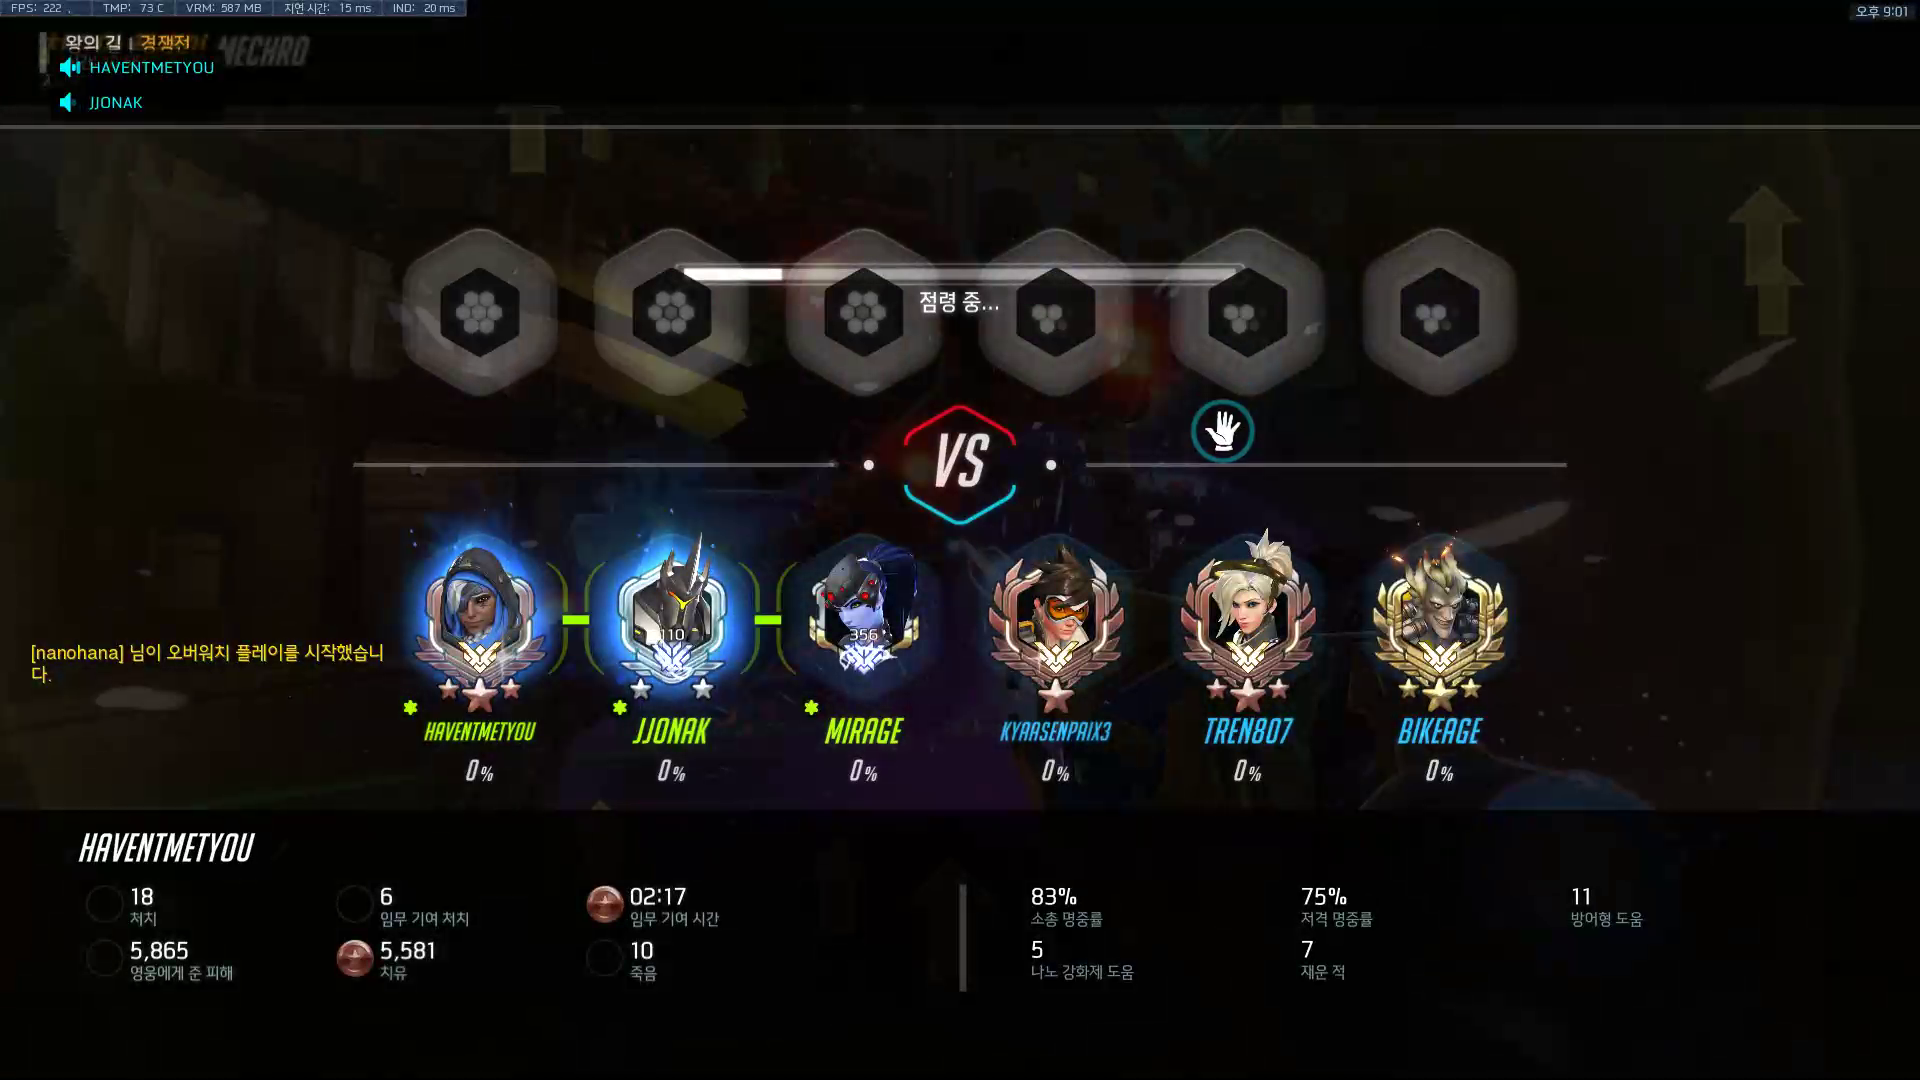 FPS: 222 TMP: 73 C VRM: 587 MB 지연 시간: 15 ms IND: 20 ms
오후 9:01
왕의 길 | 경쟁전
NECHRO
HAVENTMETYOU
JJONAK
점령 중...
VS
110
356
[nanohana] 님이 오버워치 플레이를 시작했습니
다.
HAVENTMETYOU JJONAK MIRAGE KYAASENPAIX3 TREN807 BIKEAGE
0% 0% 0% 0% 0% 0%
HAVENTMETYOU
18 6 02:17 83% 75% 11
처치 임무 기여 처치 임무 기여 시간 소총 명중률 저격 명중률 방어형 도움
5,865 5,581 10 5 7
영웅에게 준 피해 치유 죽음 나노 강화제 도움 재운 적